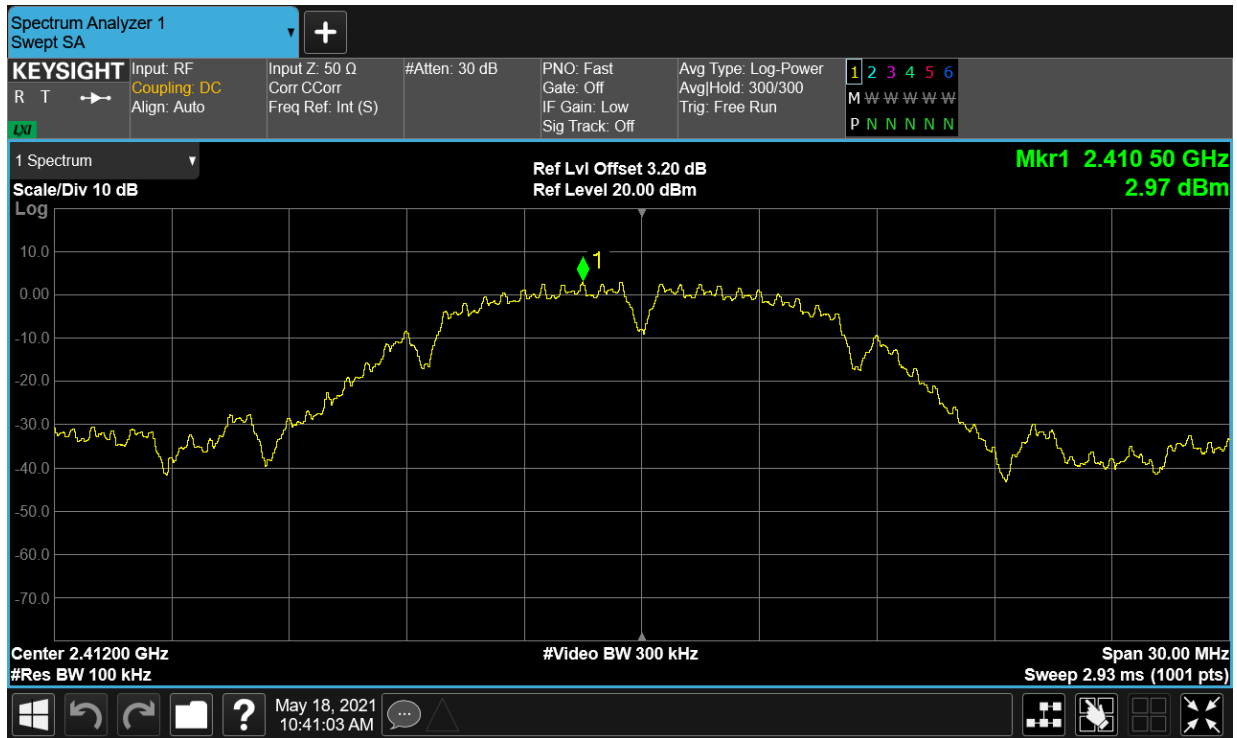 Spectrum Analyzer 1
Swept SA
KEYSIGHT
R T
LXI
Input: RF
Coupling: DC
Align: Auto
Input Z: 50 Ω
Corr CCorr
Freq Ref: Int (S)
#Atten: 30 dB
PNO: Fast
Gate: Off
IF Gain: Low
Sig Track: Off
Avg Type: Log-Power
Avg|Hold: 300/300
Trig: Free Run
1 2 3 4 5 6
M W W W W W
P N N N N N
1 Spectrum
Scale/Div 10 dB
Log
Ref Lvl Offset 3.20 dB
Ref Level 20.00 dBm
Mkr1 2.410 50 GHz
2.97 dBm
10.0
0.00
-10.0
-20.0
-30.0
-40.0
-50.0
-60.0
-70.0
1
Center 2.41200 GHz
#Res BW 100 kHz
#Video BW 300 kHz
Span 30.00 MHz
Sweep 2.93 ms (1001 pts)
?
May 18, 2021
10:41:03 AM